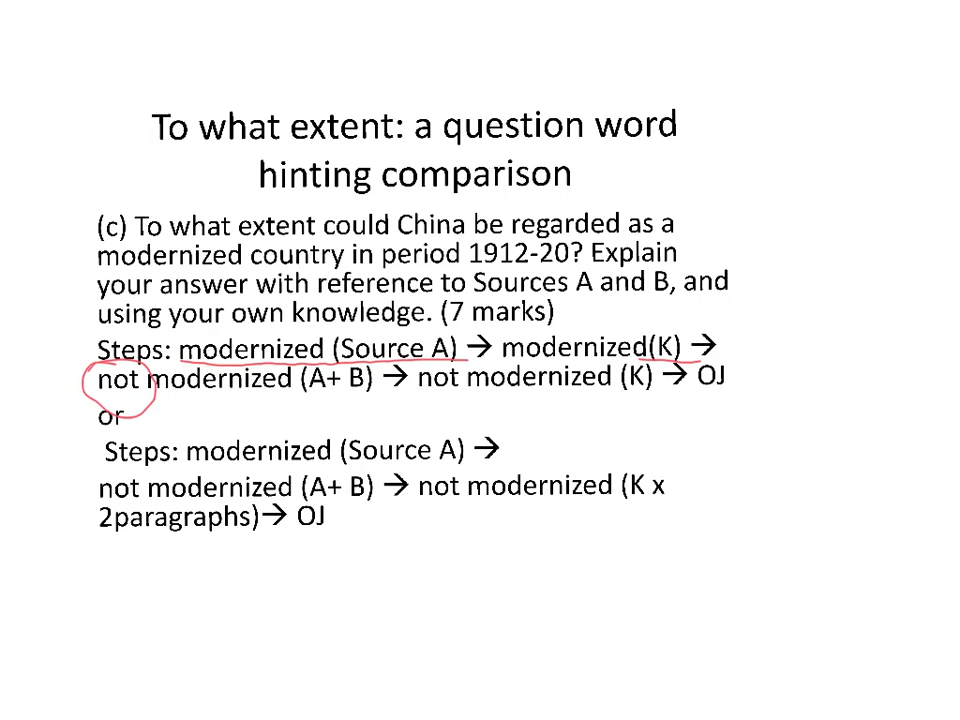 To what extent: a question word
hinting comparison
(c) To what extent could China be regarded as a
modernized country in period 1912-20? Explain
your answer with reference to Sources A and B, and
using your own knowledge. (7 marks)
Steps: modernized (Source A) → modernized(K) →
not modernized (A+ B) → not modernized (K) → OJ
or
Steps: modernized (Source A) →
not modernized (A+ B) → not modernized (K x
2paragraphs)→ OJ